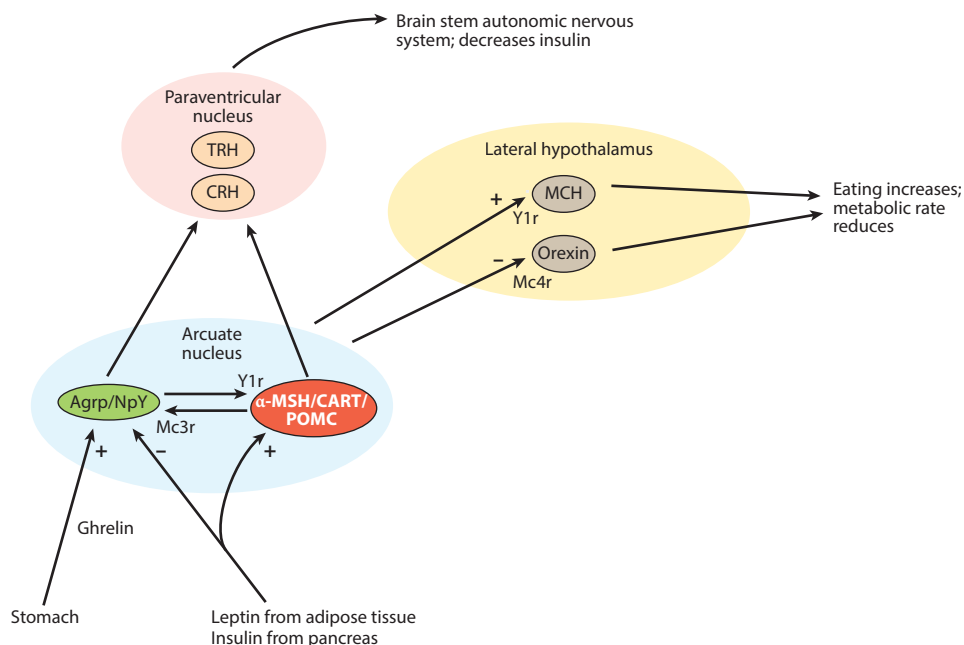 Brain stem autonomic nervous
system; decreases insulin
Paraventricular
nucleus
TRH
CRH
Lateral hypothalamus
+
MCH
Y1r
–
Orexin
Mc4r
Eating increases;
metabolic rate
reduces
Arcuate
nucleus
Agrp/NpY
Y1r
Mc3r
α-MSH/CART/
POMC
+
–
+
Ghrelin
Stomach
Leptin from adipose tissue
Insulin from pancreas